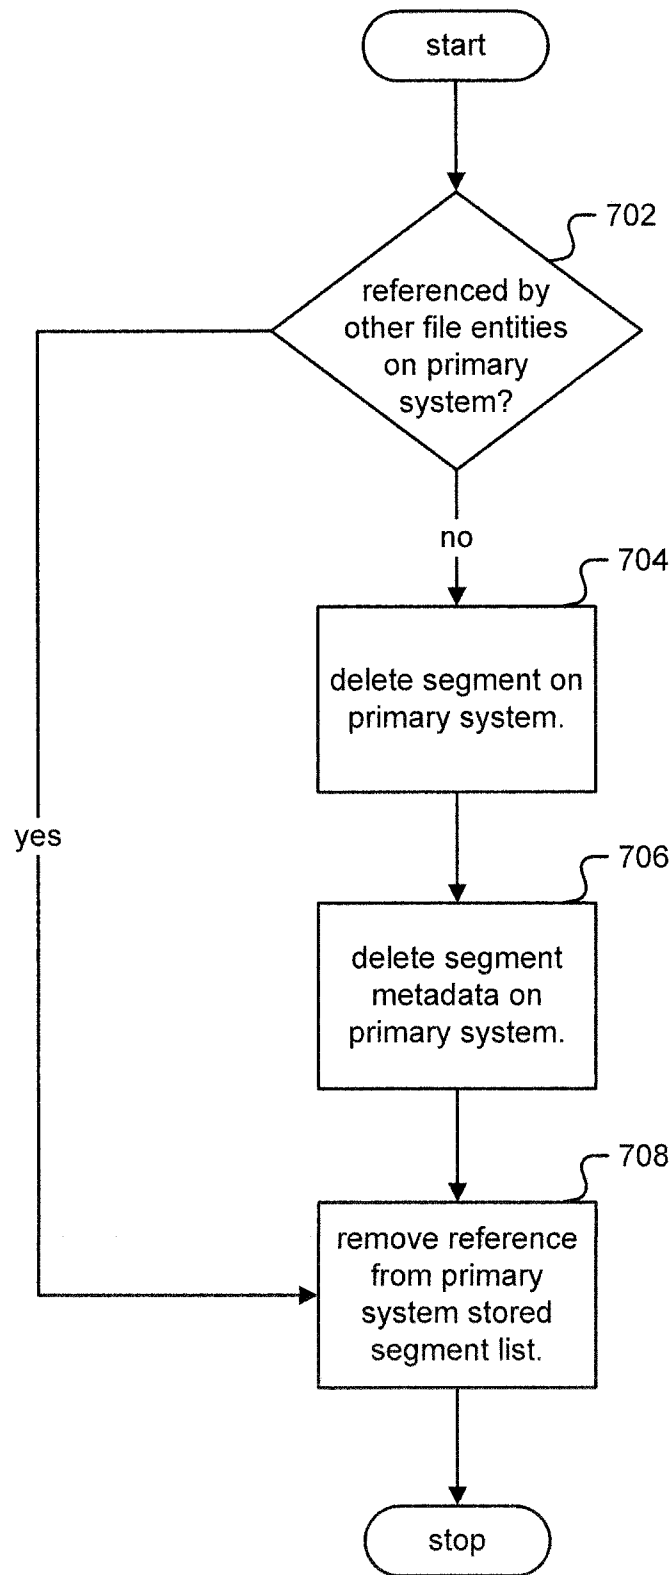 start
702
referenced by
other file entities
on primary
system?
no
704
delete segment on
primary system.
yes
706
delete segment
metadata on
primary system.
708
remove reference
from primary
system stored
segment list.
stop